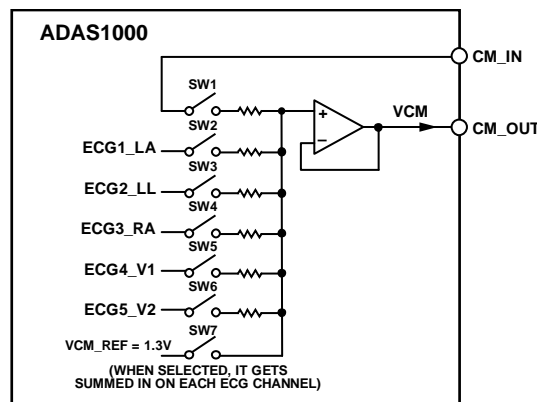 ADAS1000
CM_IN
SW1
VCM
SW2
CM_OUT
ECG1_LA
SW3
ECG2_LL
SW4
ECG3_RA
SW5
ECG4_V1
SW6
ECG5_V2
SW7
VCM_REF = 1.3V
(WHEN SELECTED, IT GETS
SUMMED IN ON EACH ECG CHANNEL)
+
−